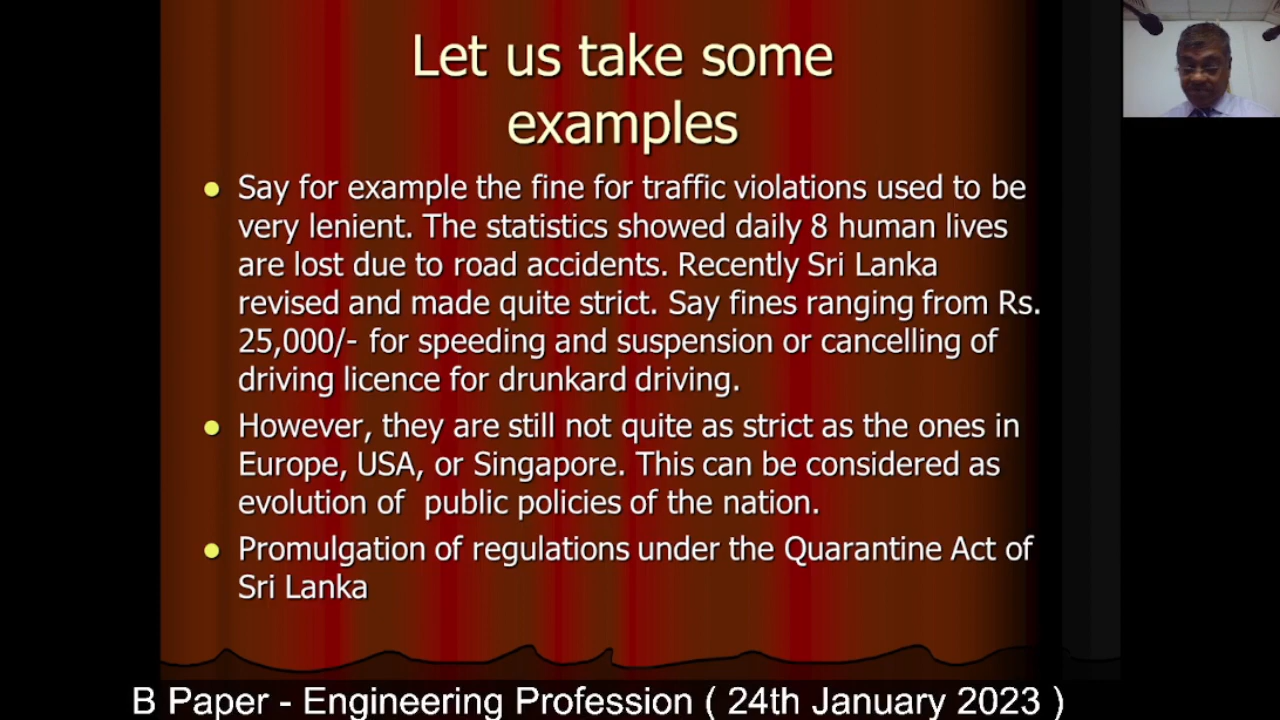 Let us take some
examples
Say for example the fine for traffic violations used to be
very lenient. The statistics showed daily 8 human lives
are lost due to road accidents. Recently Sri Lanka
revised and made quite strict. Say fines ranging from Rs.
25,000/- for speeding and suspension or cancelling of
driving licence for drunkard driving.
However, they are still not quite as strict as the ones in
Europe, USA, or Singapore. This can be considered as
evolution of  public policies of the nation.
Promulgation of regulations under the Quarantine Act of
Sri Lanka
B Paper - Engineering Profession ( 24th January 2023 )